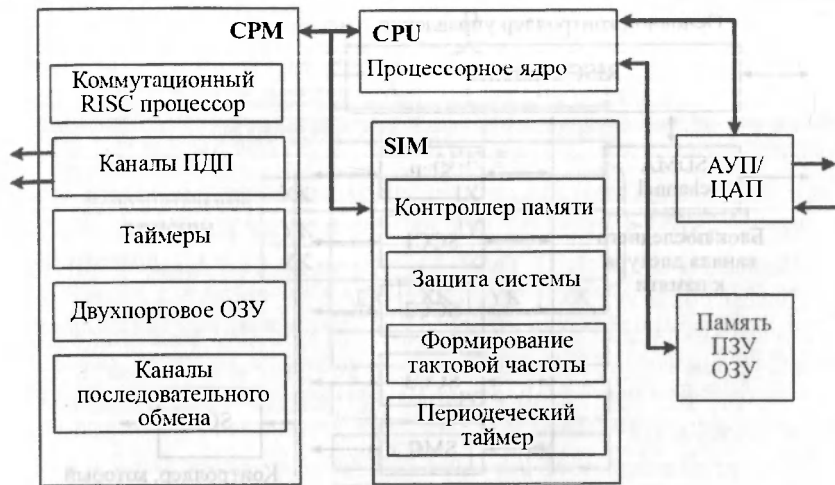 CPM
Коммутационный
RISC процессор
Каналы ПДП
Таймеры
Двухпортовое ОЗУ
Каналы
последовательного
обмена
CPU
Процессорное ядро
SIM
Контроллер памяти
Защита системы
Формирование
тактовой частоты
Периодеческий
таймер
АУП/
ЦАП
Память
ПЗУ
ОЗУ